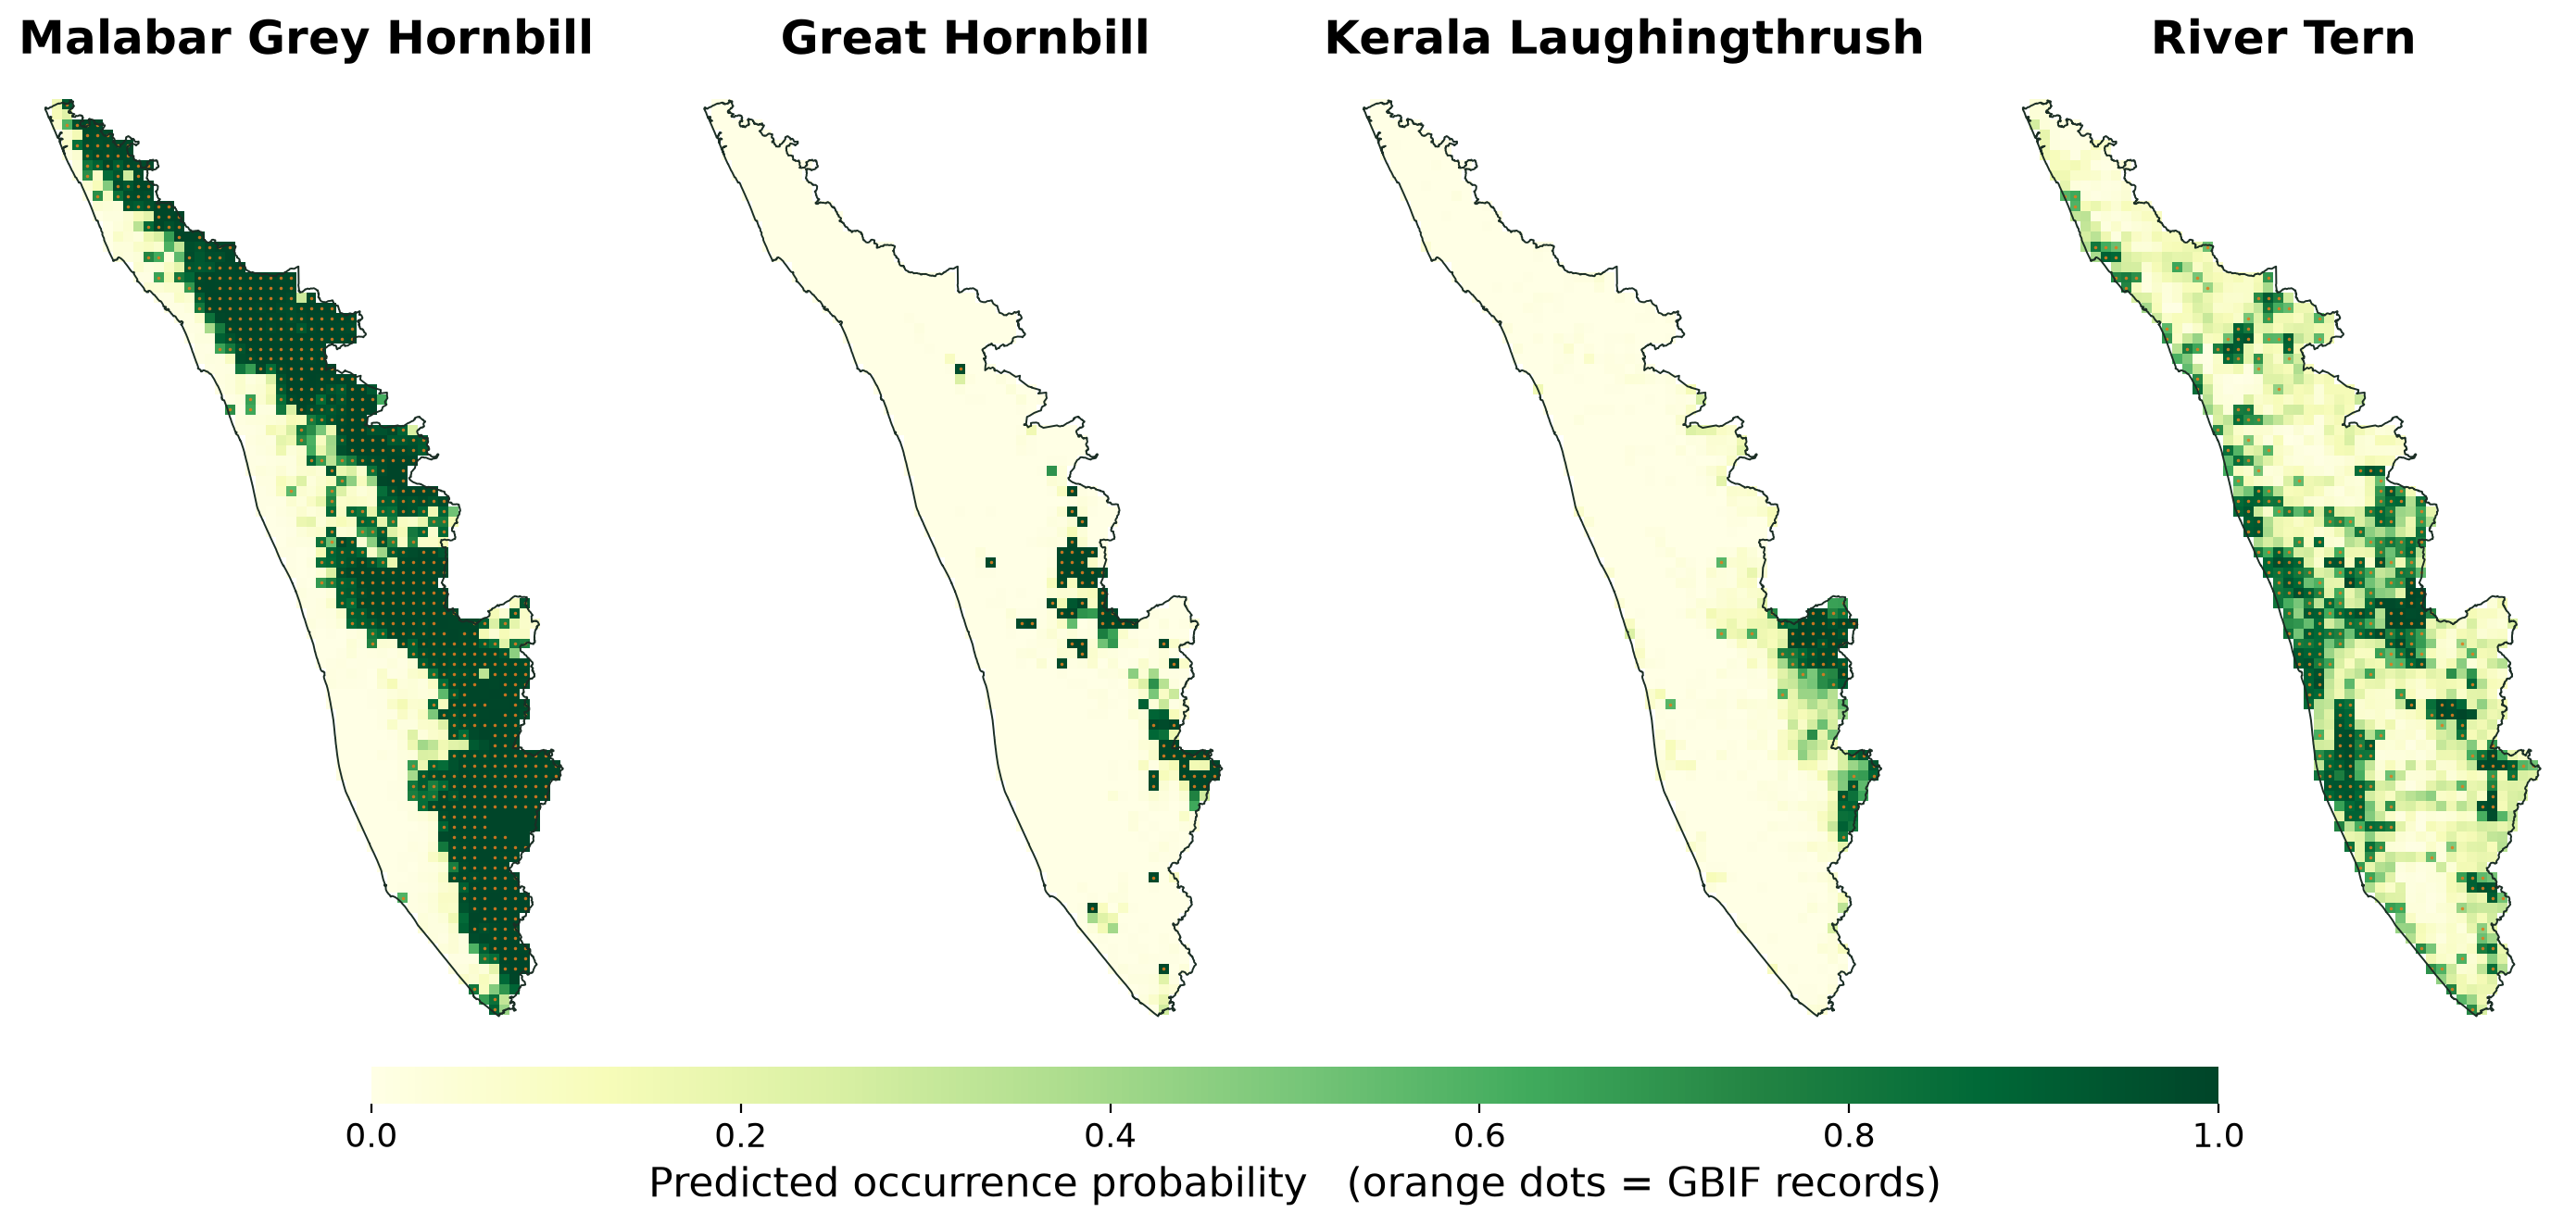 Malabar Grey Hornbill
Great Hornbill
Kerala Laughingthrush
River Tern
0.0 0.2 0.4 0.6 0.8 1.0
Predicted occurrence probability (orange dots = GBIF records)